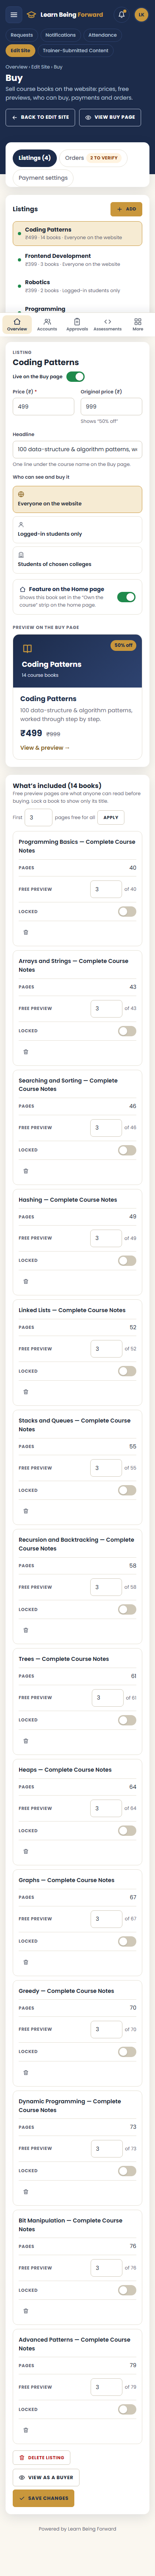 Learn Being Forward
LK
Requests
Notifications
Attendance
Edit Site
Trainer-Submitted Content
Overview › Edit Site › Buy
Buy
Sell course books on the website: prices, free
previews, who can buy, payments and orders.
← BACK TO EDIT SITE
VIEW BUY PAGE
Listings (4)
Orders
2 TO VERIFY
Payment settings
Listings
+ ADD
Coding Patterns
₹499 · 14 books · Everyone on the website
Frontend Development
₹399 · 2 books · Everyone on the website
Robotics
₹399 · 2 books · Logged-in students only
Programming
Overview
Accounts
Approvals
Assessments
More
LISTING
Coding Patterns
Live on the Buy page
Price (₹) *
Original price (₹)
499
999
Shows "50% off"
Headline
100 data-structure & algorithm patterns, wo
One line under the course name on the Buy page.
Who can see and buy it
Everyone on the website
Logged-in students only
Students of chosen colleges
Feature on the Home page
Shows this book set in the "Own the
course" strip on the home page.
PREVIEW ON THE BUY PAGE
50% off
Coding Patterns
14 course books
Coding Patterns
100 data-structure & algorithm patterns,
worked through step by step.
₹499 ₹999
View & preview →
What's included (14 books)
Free preview pages are what anyone can read before
buying. Lock a book to show only its title.
First 3 pages free for all APPLY
Programming Basics — Complete Course
Notes
PAGES 40
FREE PREVIEW 3 of 40
LOCKED
Arrays and Strings — Complete Course
Notes
PAGES 43
FREE PREVIEW 3 of 43
LOCKED
Searching and Sorting — Complete
Course Notes
PAGES 46
FREE PREVIEW 3 of 46
LOCKED
Hashing — Complete Course Notes
PAGES 49
FREE PREVIEW 3 of 49
LOCKED
Linked Lists — Complete Course Notes
PAGES 52
FREE PREVIEW 3 of 52
LOCKED
Stacks and Queues — Complete Course
Notes
PAGES 55
FREE PREVIEW 3 of 55
LOCKED
Recursion and Backtracking — Complete
Course Notes
PAGES 58
FREE PREVIEW 3 of 58
LOCKED
Trees — Complete Course Notes
PAGES 61
FREE PREVIEW 3 of 61
LOCKED
Heaps — Complete Course Notes
PAGES 64
FREE PREVIEW 3 of 64
LOCKED
Graphs — Complete Course Notes
PAGES 67
FREE PREVIEW 3 of 67
LOCKED
Greedy — Complete Course Notes
PAGES 70
FREE PREVIEW 3 of 70
LOCKED
Dynamic Programming — Complete
Course Notes
PAGES 73
FREE PREVIEW 3 of 73
LOCKED
Bit Manipulation — Complete Course
Notes
PAGES 76
FREE PREVIEW 3 of 76
LOCKED
Advanced Patterns — Complete Course
Notes
PAGES 79
FREE PREVIEW 3 of 79
LOCKED
DELETE LISTING
VIEW AS A BUYER
SAVE CHANGES
Powered by Learn Being Forward